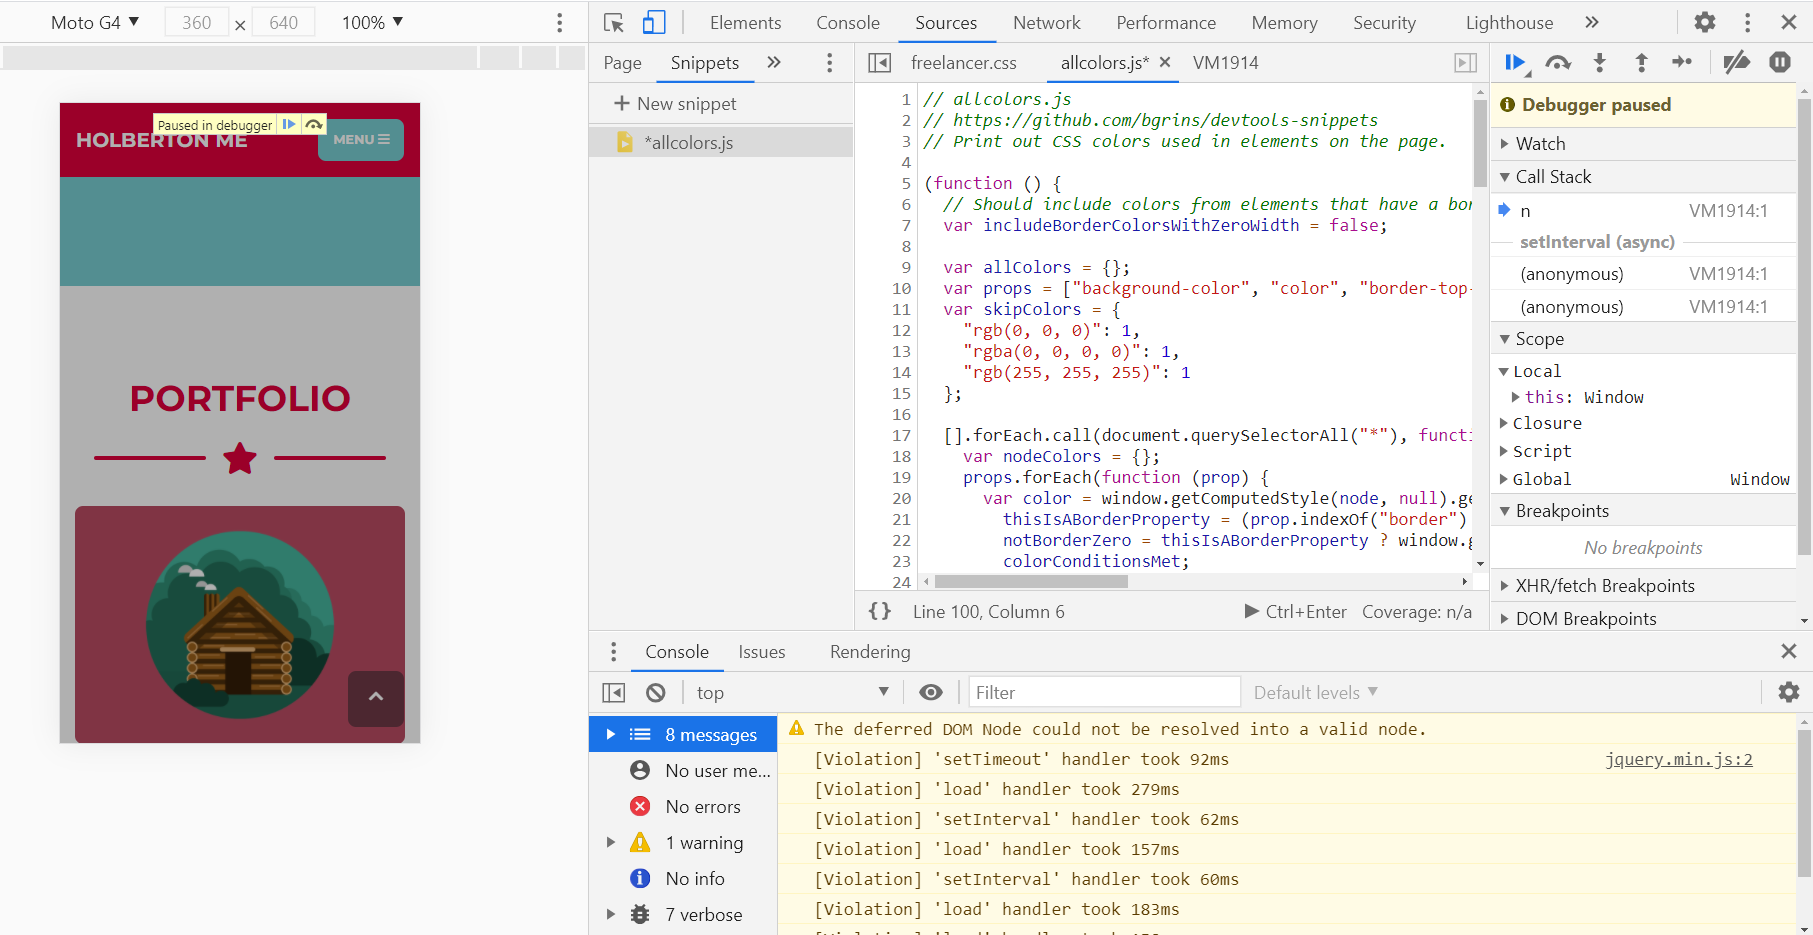 Moto G4 ▼ 360 × 640 100% ▼
Elements Console Sources Network Performance Memory Security Lighthouse »
Page Snippets »
freelancer.css allcolors.js* × VM1914
+ New snippet
*allcolors.js
HOLBERTON ME
Paused in debugger
MENU
PORTFOLIO
1 // allcolors.js
2 // https://github.com/bgrins/devtools-snippets
3 // Print out CSS colors used in elements on the page.
4
5 (function () {
6 // Should include colors from elements that have a bor
7 var includeBorderColorsWithZeroWidth = false;
8
9 var allColors = {};
10 var props = ["background-color", "color", "border-top-
11 var skipColors = {
12 "rgb(0, 0, 0)": 1,
13 "rgba(0, 0, 0, 0)": 1,
14 "rgb(255, 255, 255)": 1
15 };
16
17 [].forEach.call(document.querySelectorAll("*"), functi
18 var nodeColors = {};
19 props.forEach(function (prop) {
20 var color = window.getComputedStyle(node, null).ge
21 thisIsABorderProperty = (prop.indexOf("border")
22 notBorderZero = thisIsABorderProperty ? window.g
23 colorConditionsMet;
24
{} Line 100, Column 6 ▶ Ctrl+Enter Coverage: n/a
Debugger paused
Watch
Call Stack
n VM1914:1
setInterval (async)
(anonymous) VM1914:1
(anonymous) VM1914:1
Scope
Local
this: Window
Closure
Script
Global Window
Breakpoints
No breakpoints
XHR/fetch Breakpoints
DOM Breakpoints
Console Issues Rendering
top ▼ Filter Default levels ▼
8 messages
No user me...
No errors
1 warning
No info
7 verbose
The deferred DOM Node could not be resolved into a valid node.
[Violation] 'setTimeout' handler took 92ms jquery.min.js:2
[Violation] 'load' handler took 279ms
[Violation] 'setInterval' handler took 62ms
[Violation] 'load' handler took 157ms
[Violation] 'setInterval' handler took 60ms
[Violation] 'load' handler took 183ms